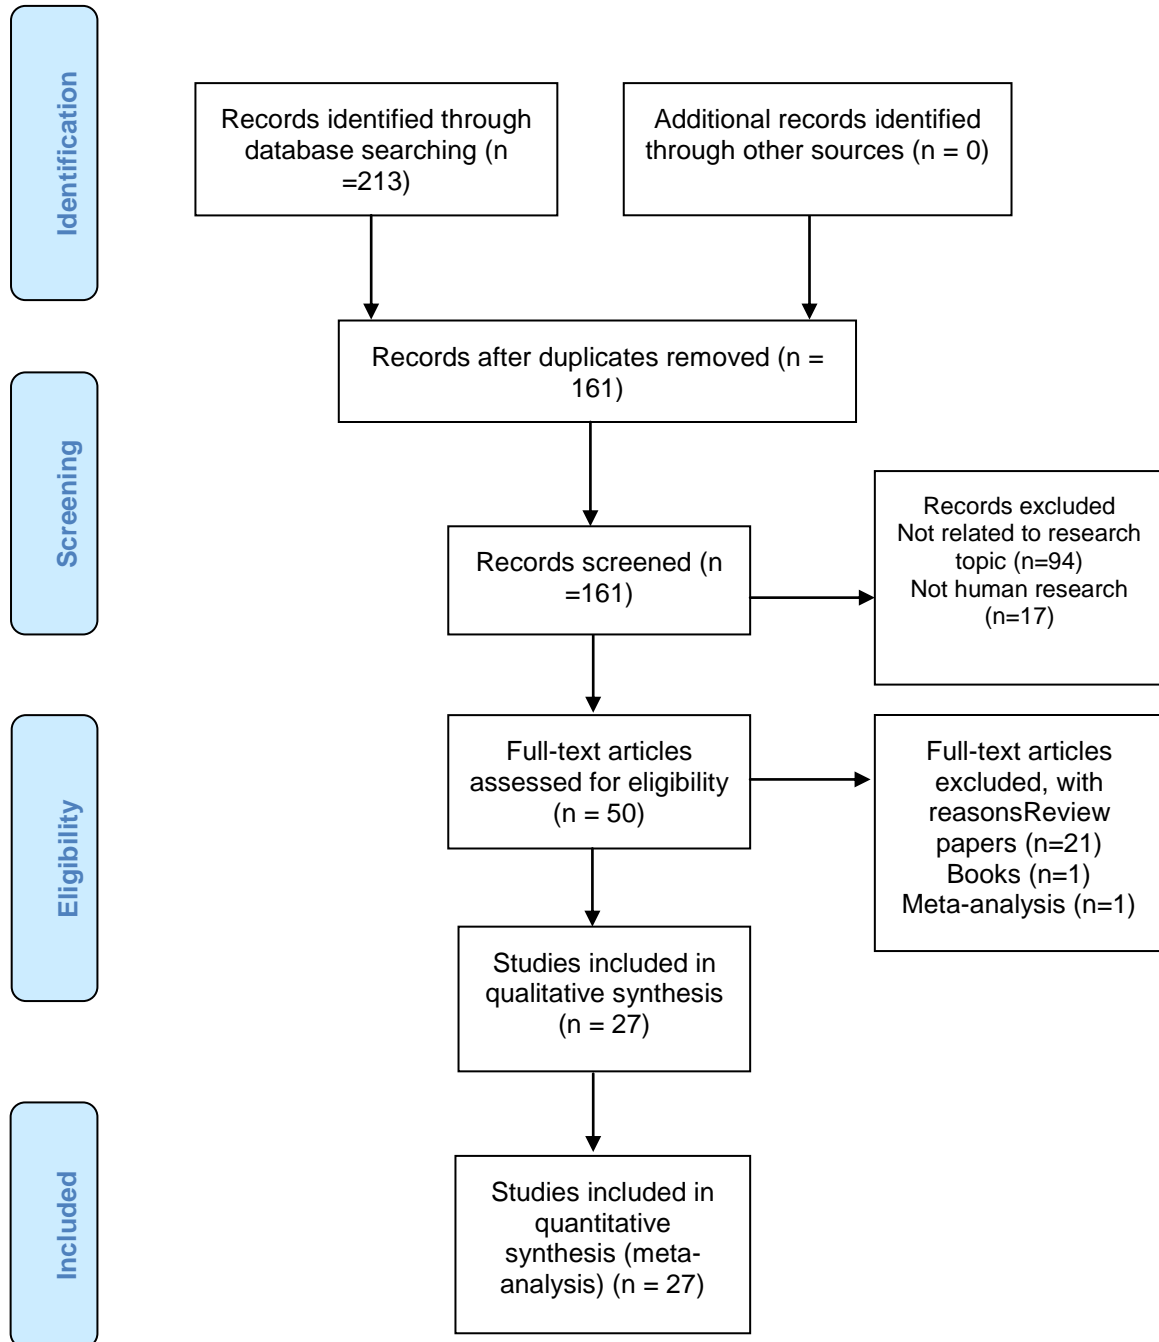 Identification
Records identified through
database searching (n
=213)
Additional records identified
through other sources (n = 0)
Records after duplicates removed (n =
161)
Screening
Records screened (n
=161)
Records excluded
Not related to research
topic (n=94)
Not human research
(n=17)
Eligibility
Full-text articles
assessed for eligibility
(n = 50)
Full-text articles
excluded, with
reasonsReview
papers (n=21)
Books (n=1)
Meta-analysis (n=1)
Studies included in
qualitative synthesis
(n = 27)
Included
Studies included in
quantitative
synthesis (meta-
analysis) (n = 27)